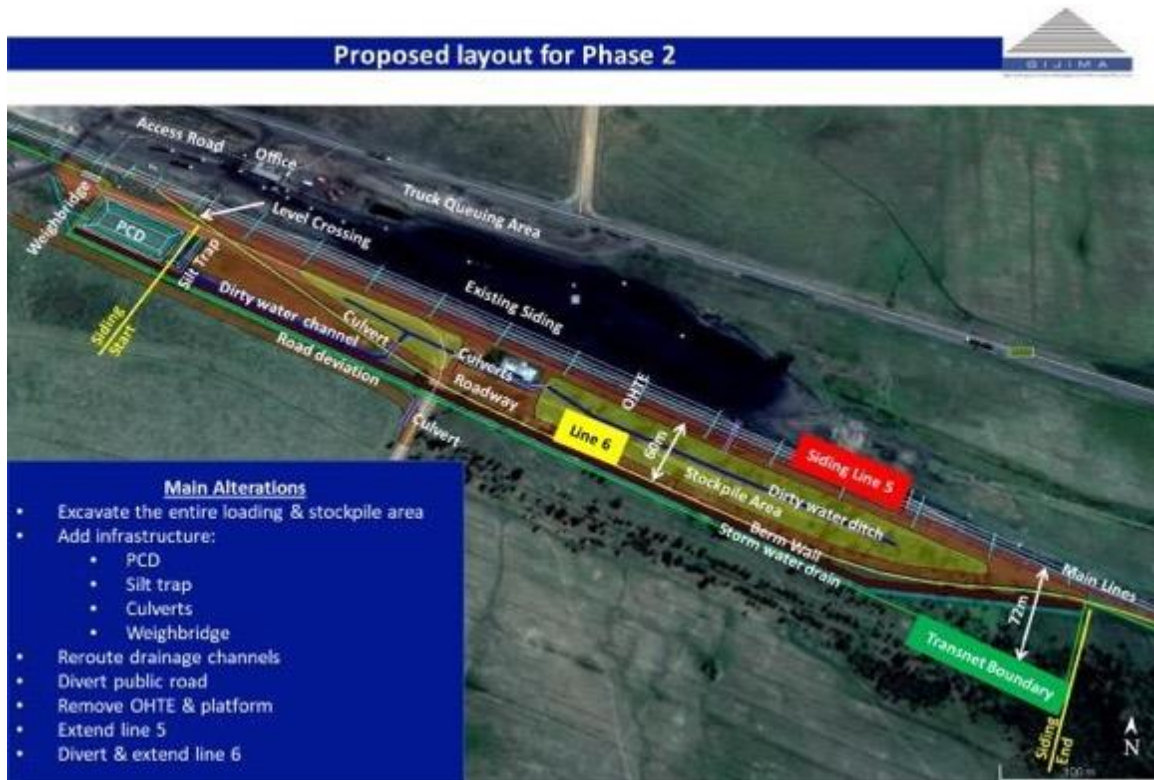 Proposed layout for Phase 2
GIJIMA
Access Road
Office
Truck Queuing Area
Weighbridge
PCD
Level Crossing
Silt Trap
Existing Siding
Siding Start
Dirty water channel
Culvert
Road deviation
Culverts
Roadway
OHTE
Culvert
Line 6
60m
Siding Line 5
Stockpile Area
Dirty water ditch
Berm Wall
Storm water drain
Main Lines
72m
Transnet Boundary
Siding End
N
100 m
Main Alterations
• Excavate the entire loading & stockpile area
• Add infrastructure:
• PCD
• Silt trap
• Culverts
• Weighbridge
• Reroute drainage channels
• Divert public road
• Remove OHTE & platform
• Extend line 5
• Divert & extend line 6